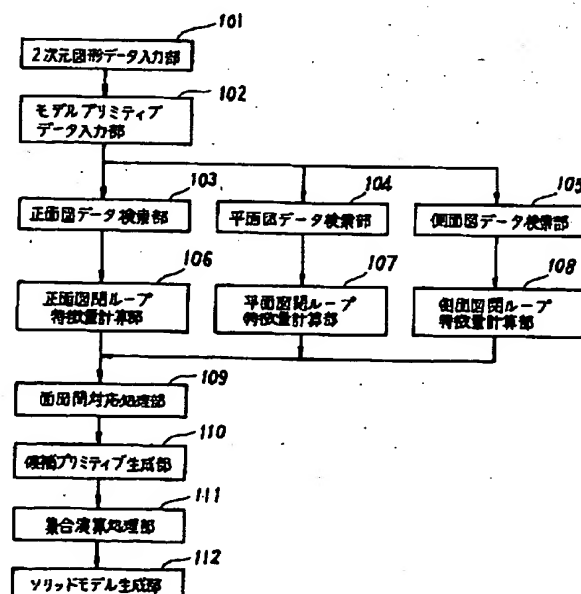 101
2次元図形データ入力部
102
モデルプリミティブ
データ入力部
103
正面図データ検索部
104
平面図データ検索部
105
側面図データ検索部
106
正面図閉ループ
特徴量計算部
107
平面図閉ループ
特徴量計算部
108
側面図閉ループ
特徴量計算部
109
面図間対応処理部
110
候補プリミティブ生成部
111
集合演算処理部
112
ソリッドモデル生成部